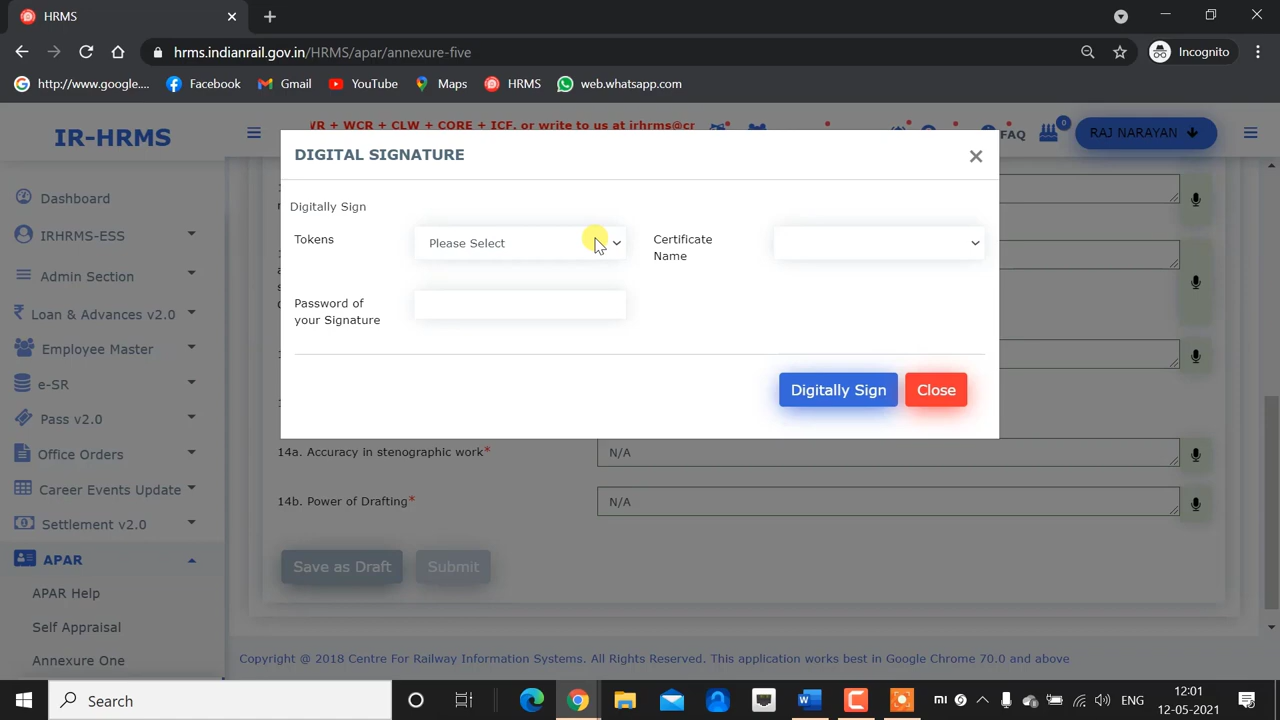 HRMS
hrms.indianrail.gov.in/HRMS/apar/annexure-five
Incognito
http://www.google.... Facebook Gmail YouTube Maps HRMS web.whatsapp.com
IR-HRMS
WR + WCR + CLW + CORE + ICF, or write to us at irhrms@cr
FAQ
0
RAJ NARAYAN
Dashboard
IRHRMS-ESS
Admin Section
Loan & Advances v2.0
Employee Master
e-SR
Pass v2.0
Office Orders
Career Events Update
Settlement v2.0
APAR
APAR Help
Self Appraisal
Annexure One
DIGITAL SIGNATURE
Digitally Sign
Tokens
Please Select
Certificate
Name
Password of
your Signature
Digitally Sign
Close
14a. Accuracy in stenographic work*
N/A
14b. Power of Drafting*
N/A
Save as Draft
Submit
Copyright @ 2018 Centre For Railway Information Systems. All Rights Reserved. This application works best in Google Chrome 70.0 and above
Search
ENG
12:01
12-05-2021